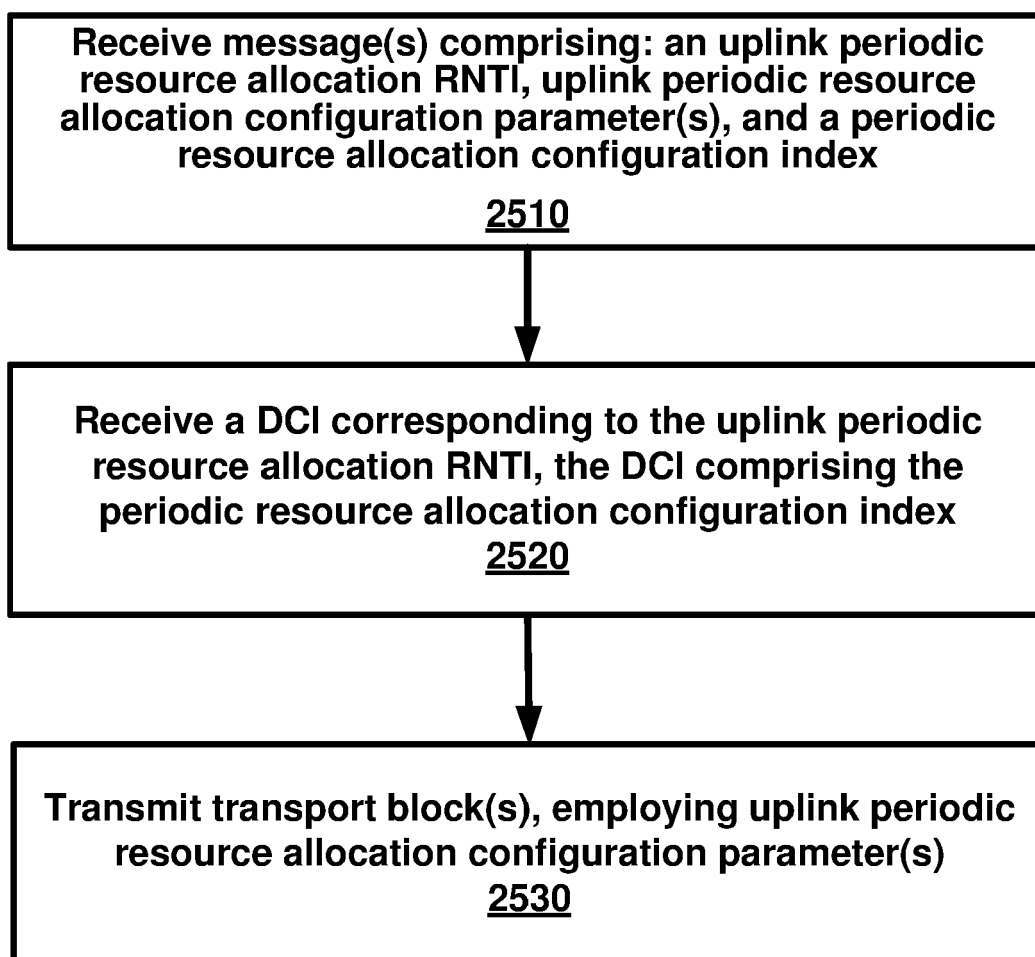 Receive message(s) comprising: an uplink periodic
resource allocation RNTI, uplink periodic resource
allocation configuration parameter(s), and a periodic
resource allocation configuration index
2510
Receive a DCI corresponding to the uplink periodic
resource allocation RNTI, the DCI comprising the
periodic resource allocation configuration index
2520
Transmit transport block(s), employing uplink periodic
resource allocation configuration parameter(s)
2530